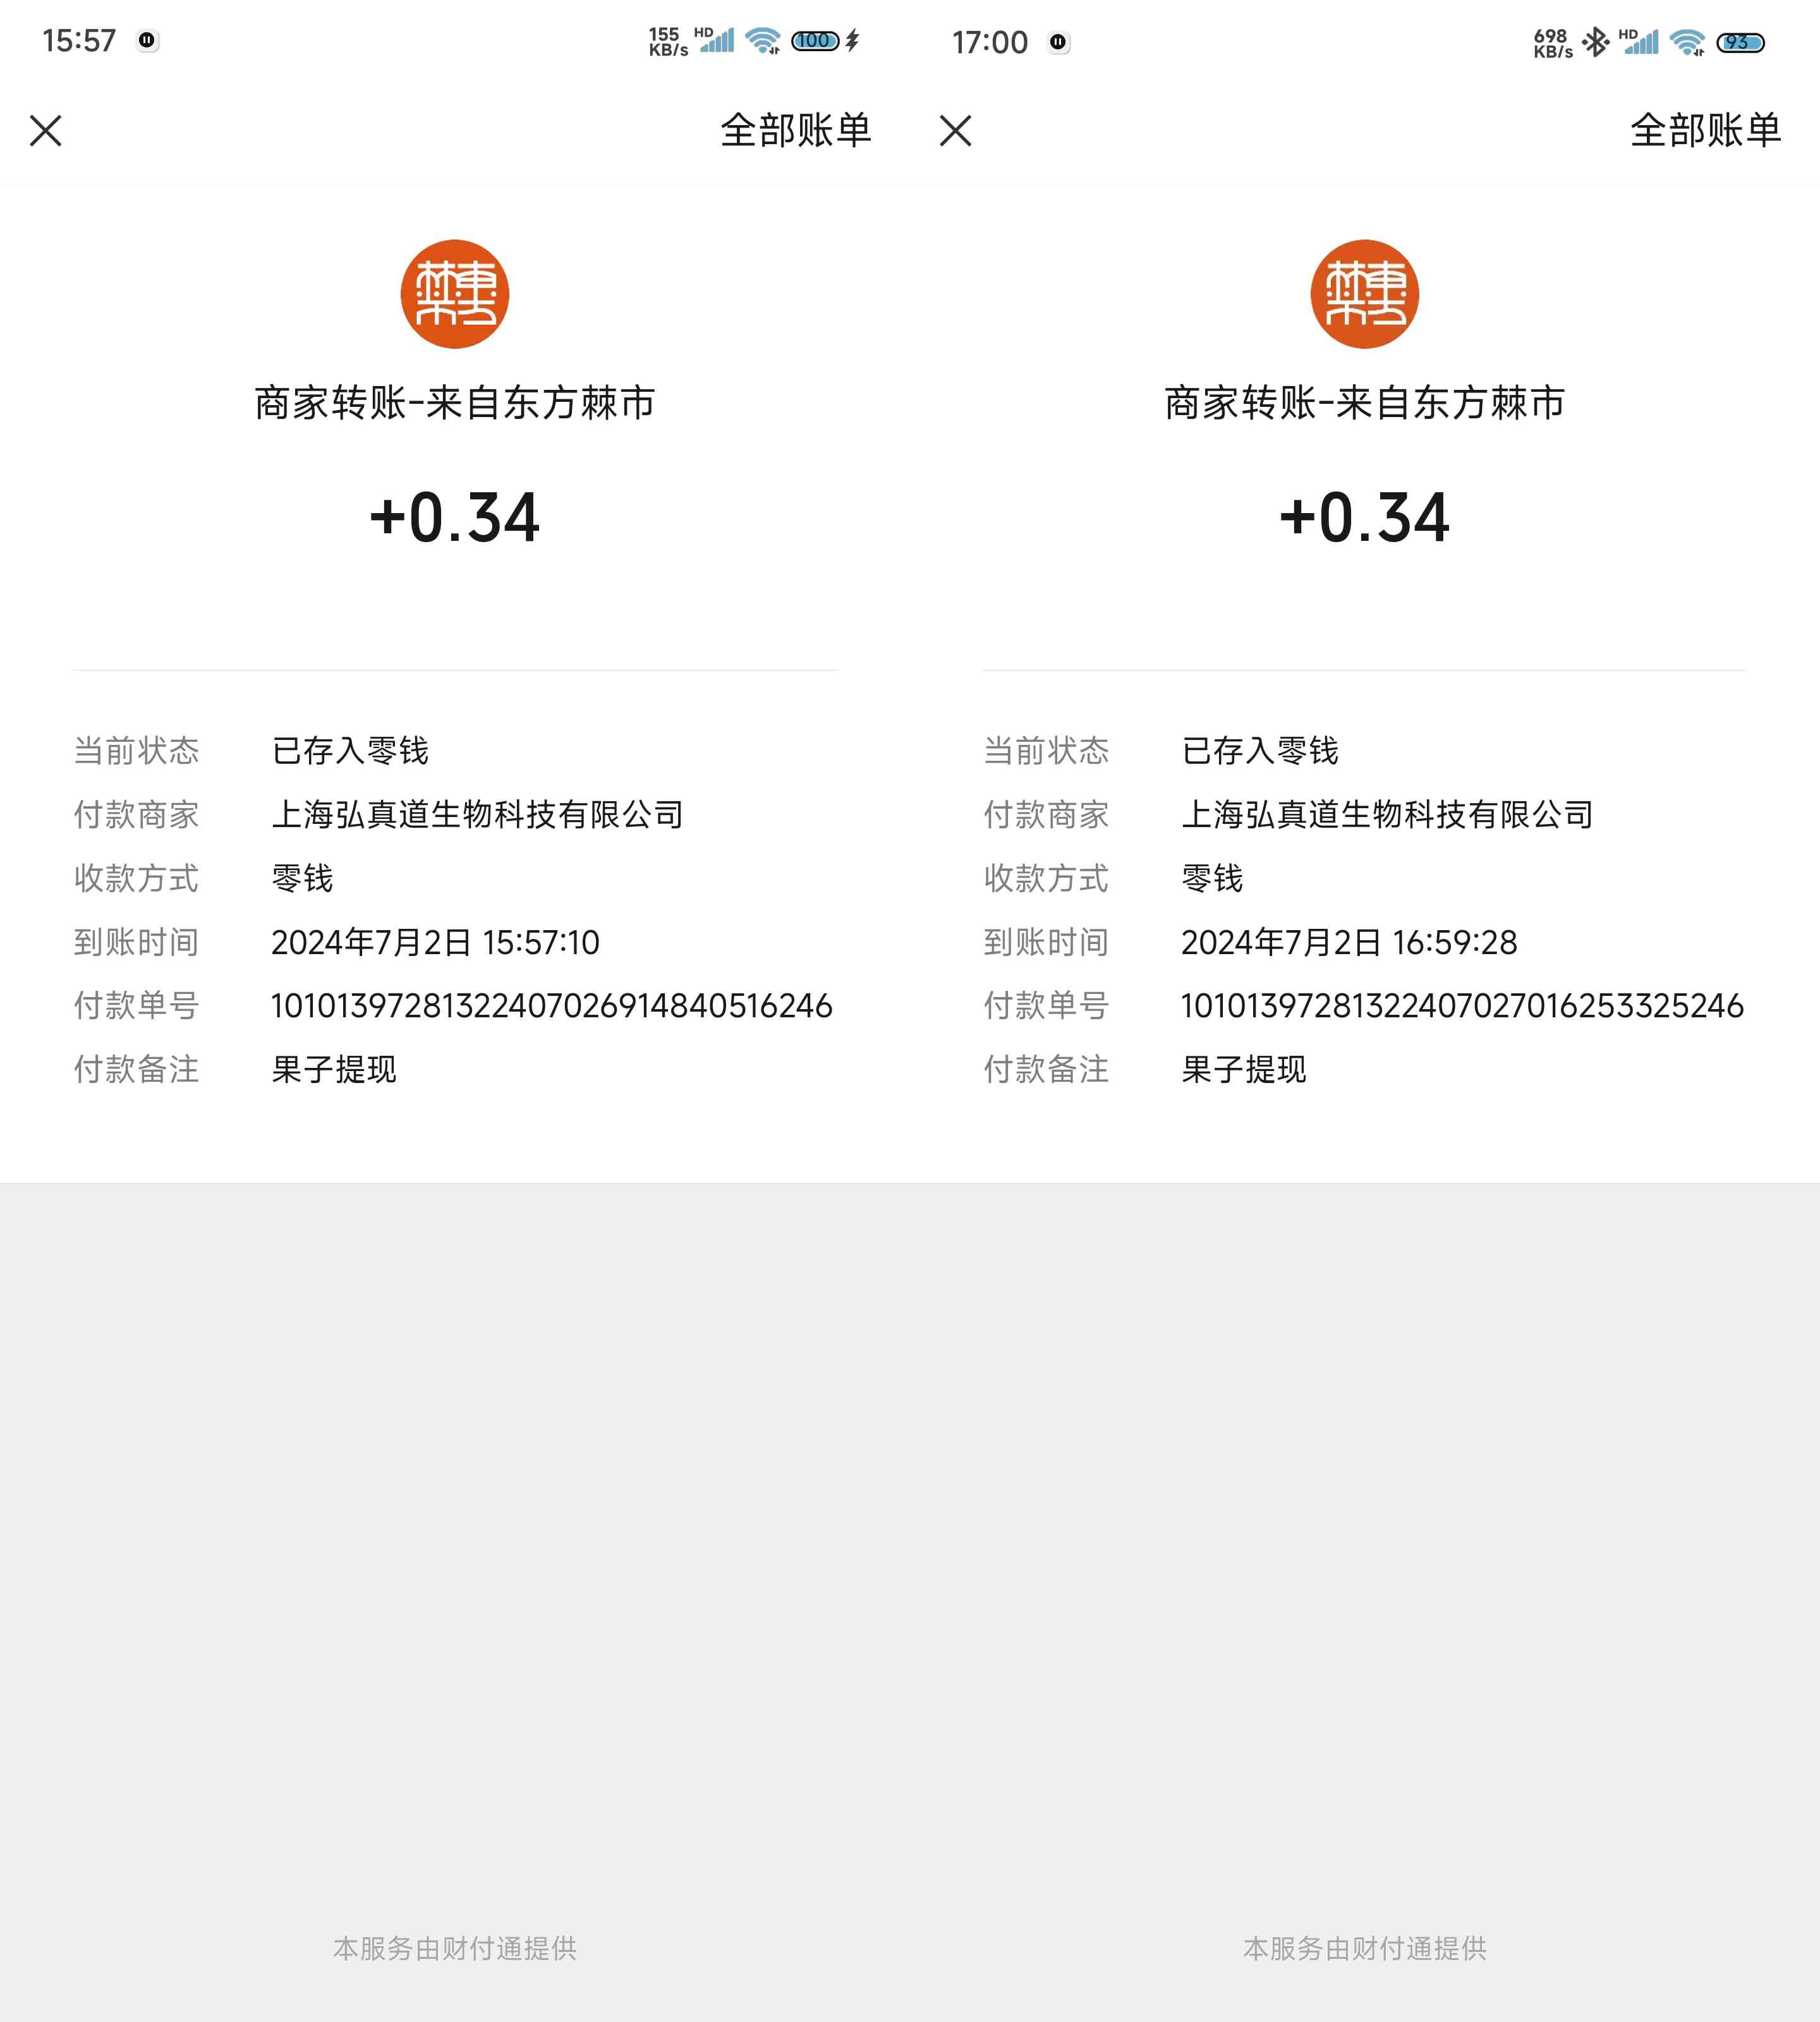 15:57
155 KB/s HD 100
全部账单
商家转账-来自东方棘市
+0.34
当前状态 已存入零钱
付款商家 上海弘真道生物科技有限公司
收款方式 零钱
到账时间 2024年7月2日 15:57:10
付款单号 101013972813224070269148405162​46
付款备注 果子提现
本服务由财付通提供
17:00
698 KB/s HD 93
全部账单
商家转账-来自东方棘市
+0.34
当前状态 已存入零钱
付款商家 上海弘真道生物科技有限公司
收款方式 零钱
到账时间 2024年7月2日 16:59:28
付款单号 10101397281322407027016253325246
付款备注 果子提现
本服务由财付通提供